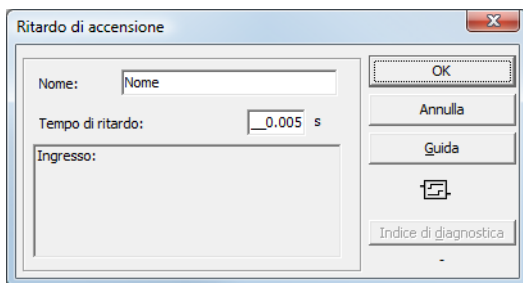 Ritardo di accensione
Nome: Nome
OK
Tempo di ritardo: __0.005 s
Annulla
Ingresso:
Guida
Indice di diagnostica
-